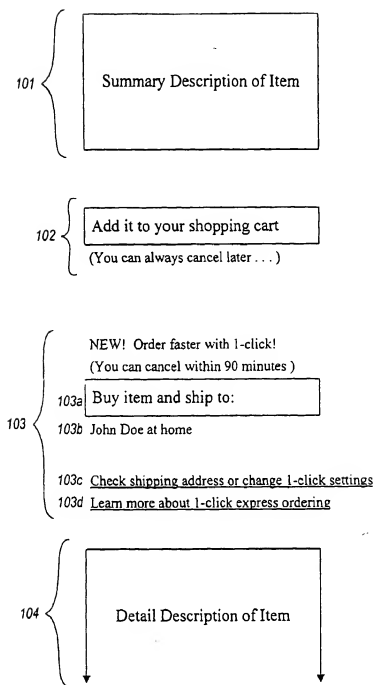 101
Summary Description of Item
102
Add it to your shopping cart
(You can always cancel later . . . )
103
NEW! Order faster with 1-click!
(You can cancel within 90 minutes )
103a Buy item and ship to:
103b John Doe at home
103c Check shipping address or change 1-click settings
103d Learn more about 1-click express ordering
104
Detail Description of Item